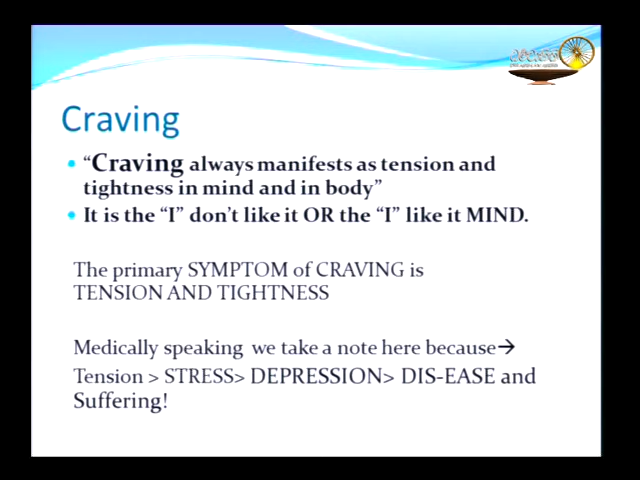 Craving
“Craving always manifests as tension and
tightness in mind and in body”
It is the “I” don’t like it OR the “I” like it MIND.
The primary SYMPTOM of CRAVING is
TENSION AND TIGHTNESS
Medically speaking we take a note here because→
Tension > STRESS> DEPRESSION> DIS-EASE and
Suffering!